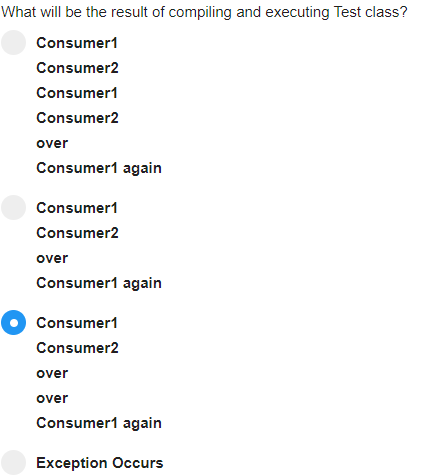 What will be the result of compiling and executing Test class?
Consumer1
Consumer2
Consumer1
Consumer2
over
Consumer1 again
Consumer1
Consumer2
over
Consumer1 again
Consumer1
Consumer2
over
over
Consumer1 again
Exception Occurs